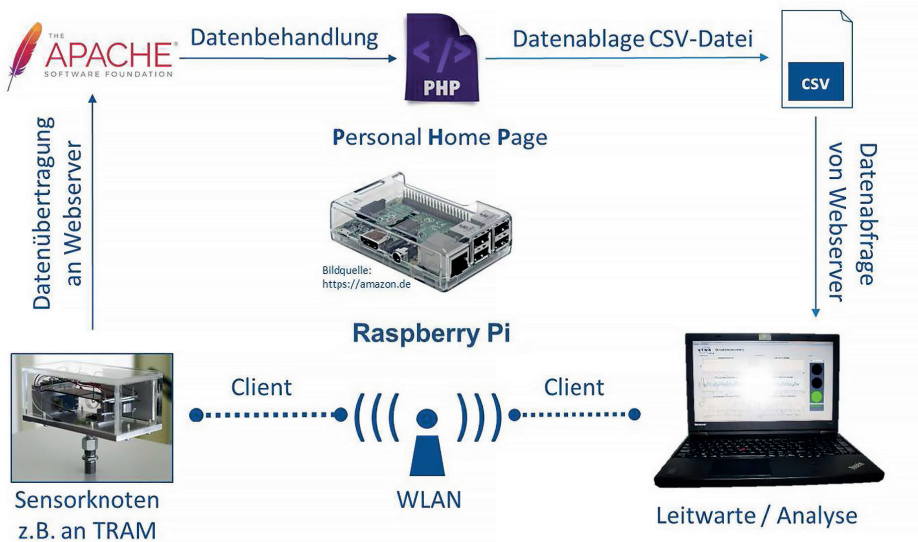 THE
APACHE®
SOFTWARE FOUNDATION
Datenbehandlung
</>
PHP
Datenablage CSV-Datei
CSV
Personal Home Page
Datenübertragung
an Webserver
Datenabfrage
von Webserver
Bildquelle:
https://amazon.de
Raspberry Pi
Client
Client
WLAN
Sensorknoten
z.B. an TRAM
Leitwarte / Analyse